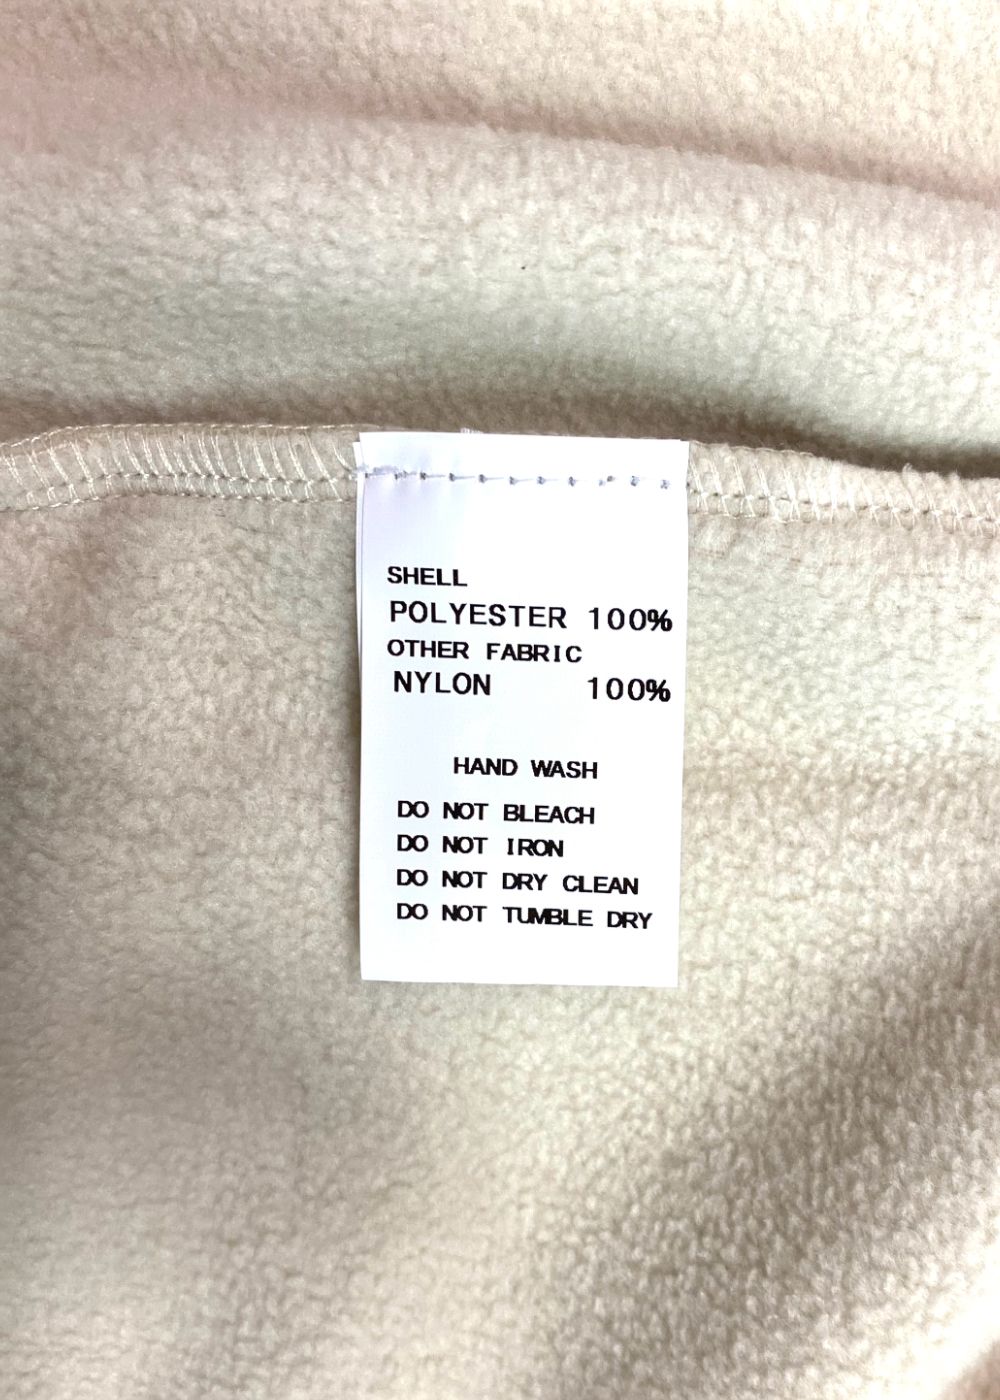 SHELL
POLYESTER 100%
OTHER FABRIC
NYLON 100%
HAND WASH
DO NOT BLEACH
DO NOT IRON
DO NOT DRY CLEAN
DO NOT TUMBLE DRY